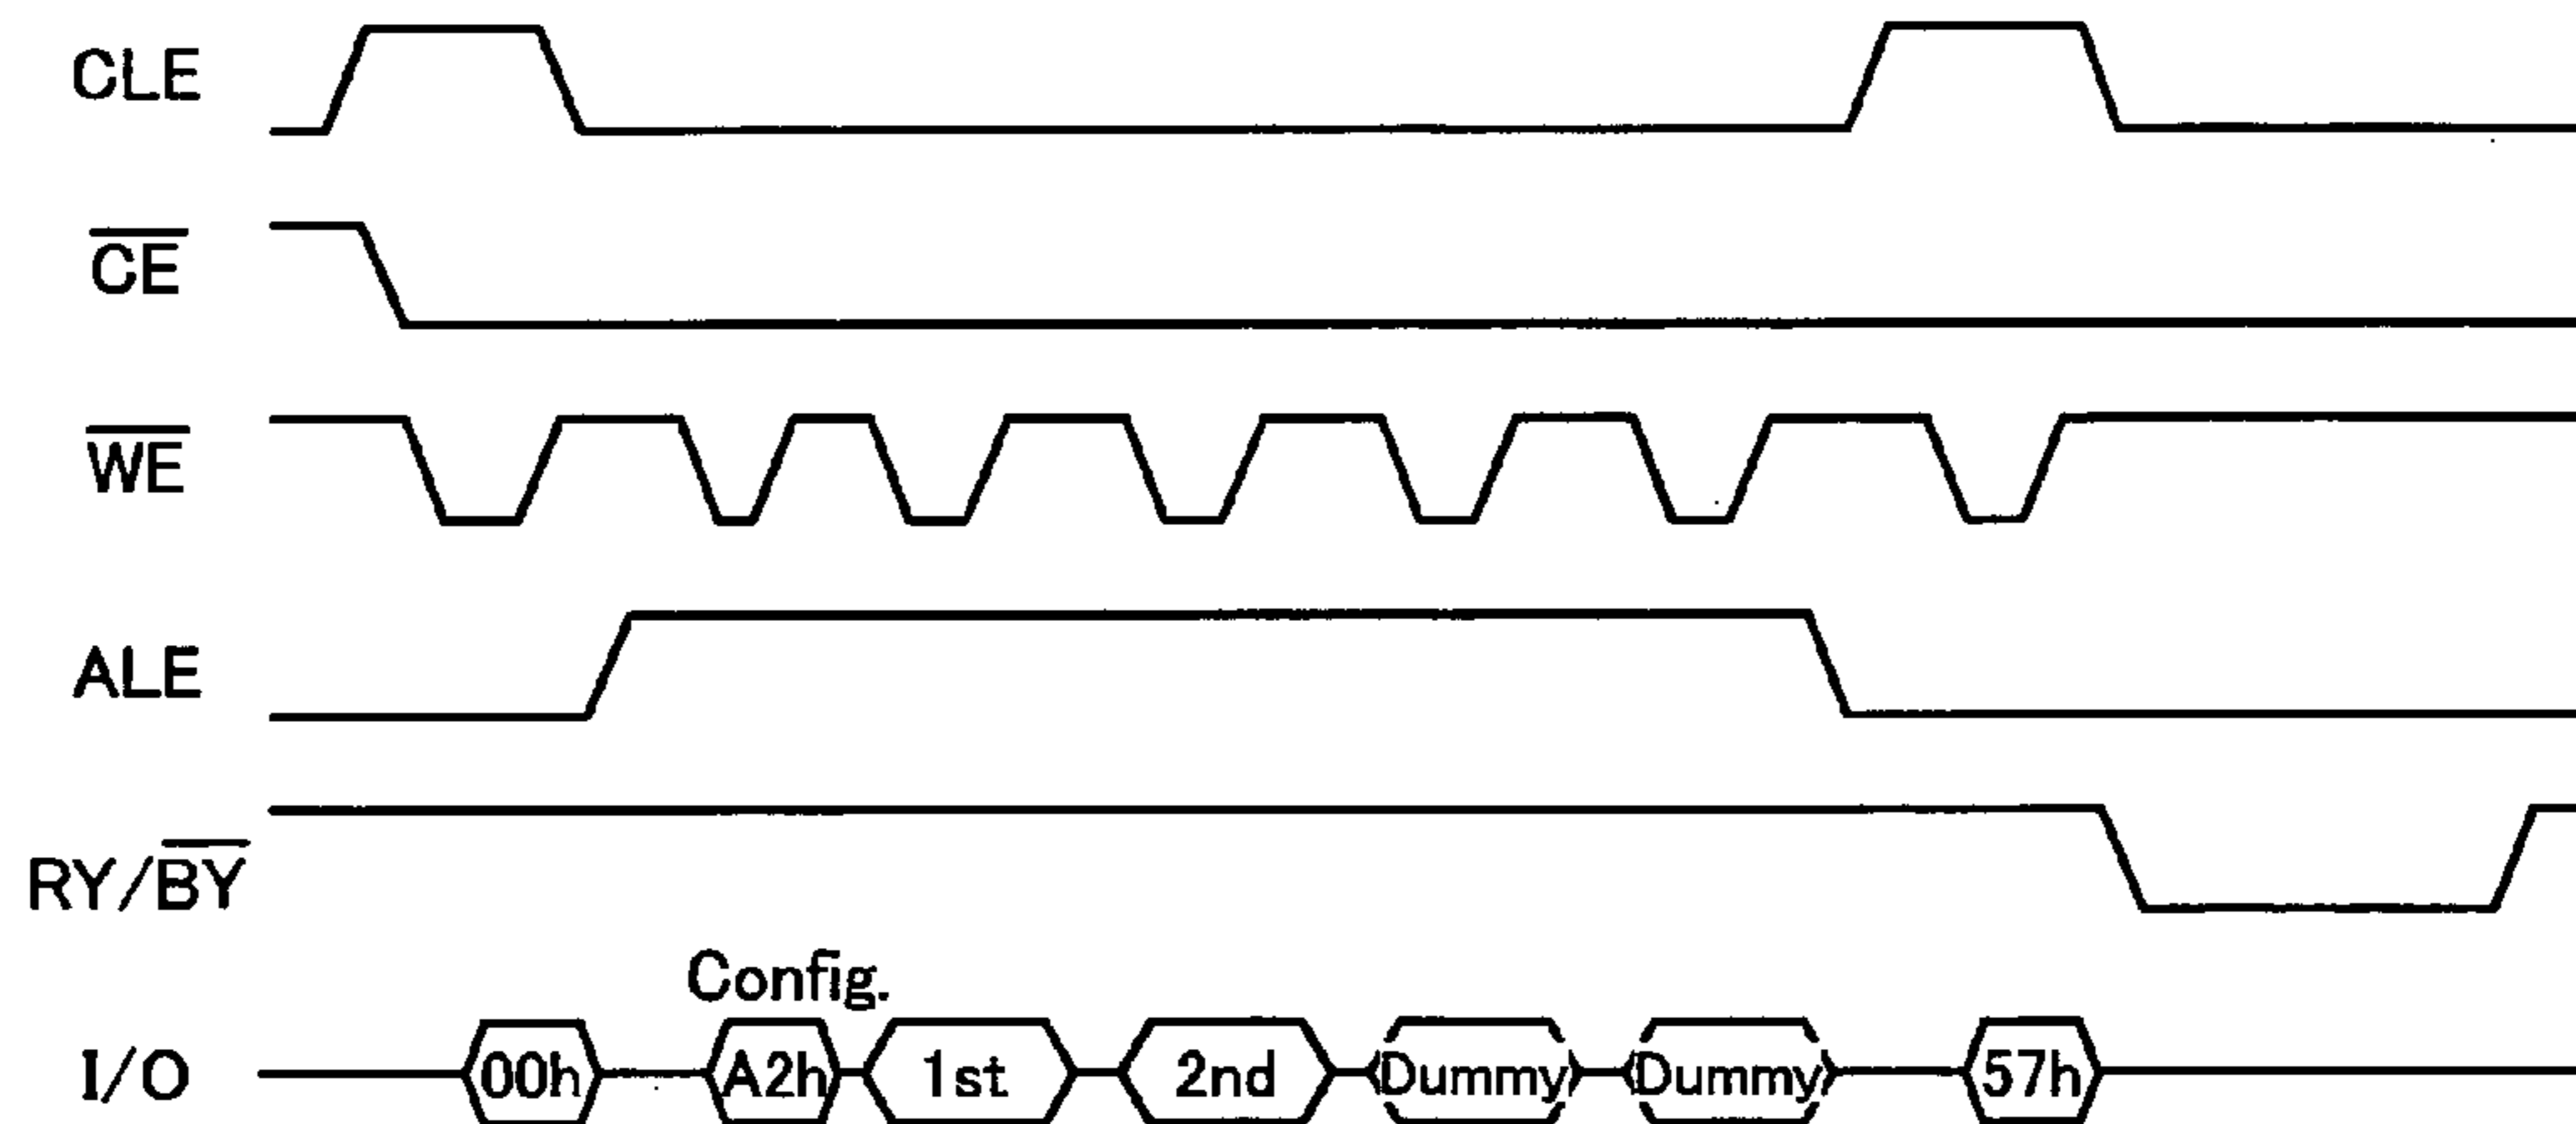 CLE
CE
WE
ALE
RY/BY
Config.
I/O 00h A2h 1st 2nd Dummy Dummy 57h